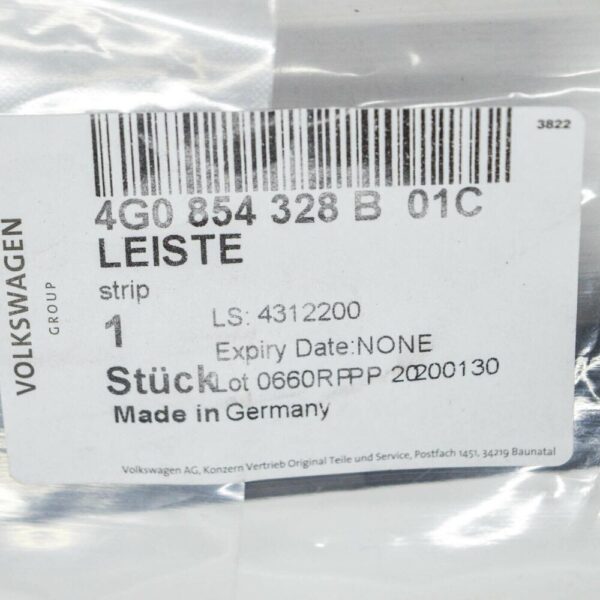 3822
4G0 854 328 B 01C
LEISTE
strip
1
LS: 4312200
Expiry Date:NONE
Stück
Lot 0660RPPP 20200130
Made in Germany
Volkswagen AG, Konzern Vertrieb Original Teile und Service, Postfach 1451, 34219 Baunatal
VOLKSWAGEN
GROUP